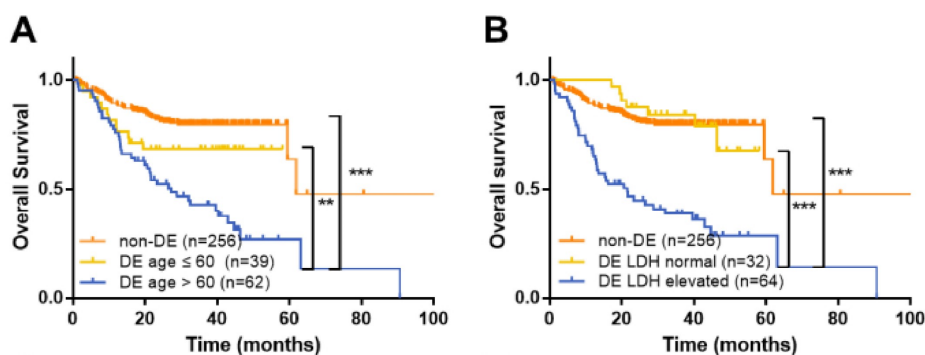 A
Overall Survival
1.0
0.5
0.0
***
**
non-DE (n=256)
DE age ≤ 60 (n=39)
DE age > 60 (n=62)
0 20 40 60 80 100
Time (months)
B
Overall survival
1.0
0.5
0.0
***
***
non-DE (n=256)
DE LDH normal (n=32)
DE LDH elevated (n=64)
0 20 40 60 80 100
Time (months)